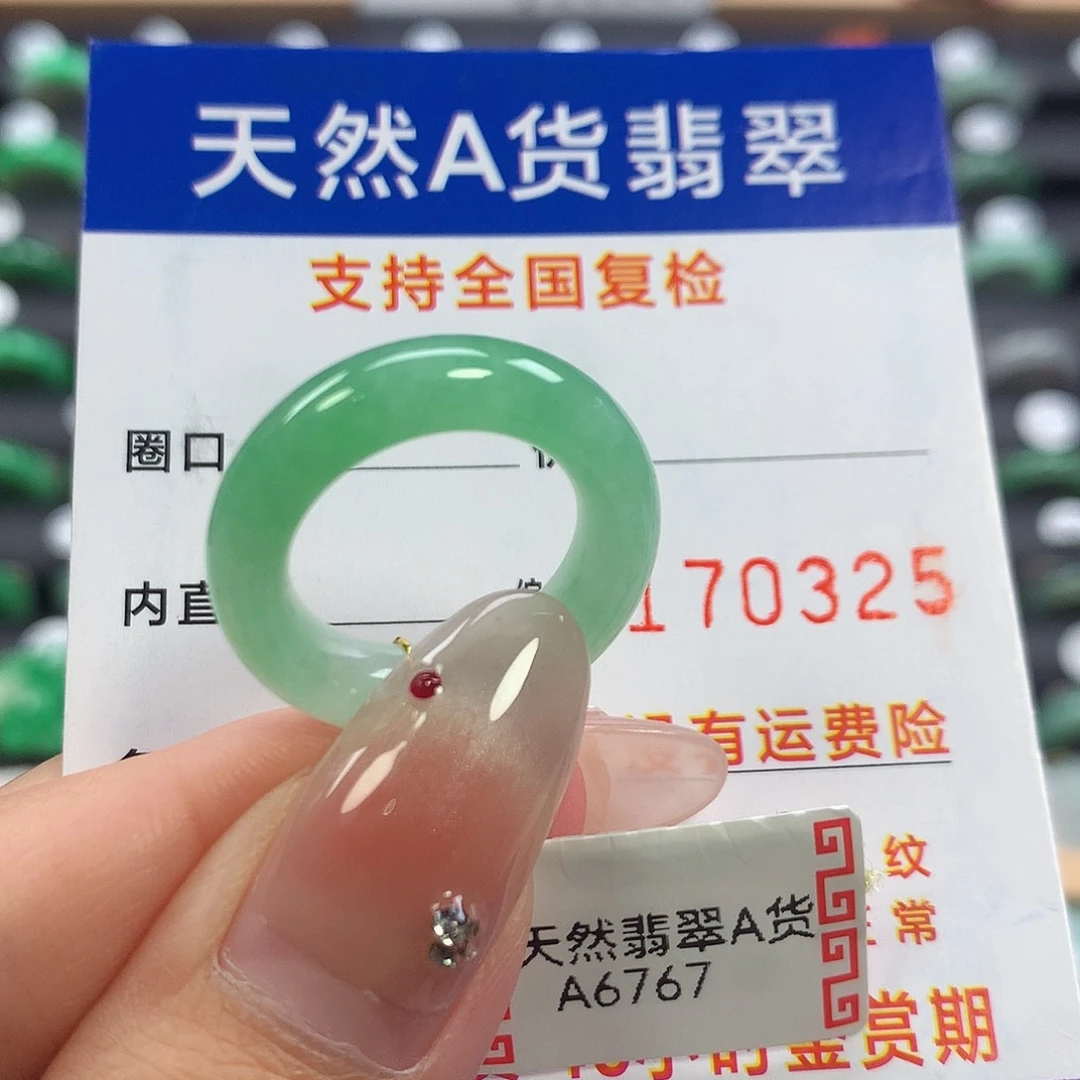 天然A货翡翠
支持全国复检
圈口
内直
170325
有运费险
纹
常
天然翡翠A货
A6767
鉴赏期